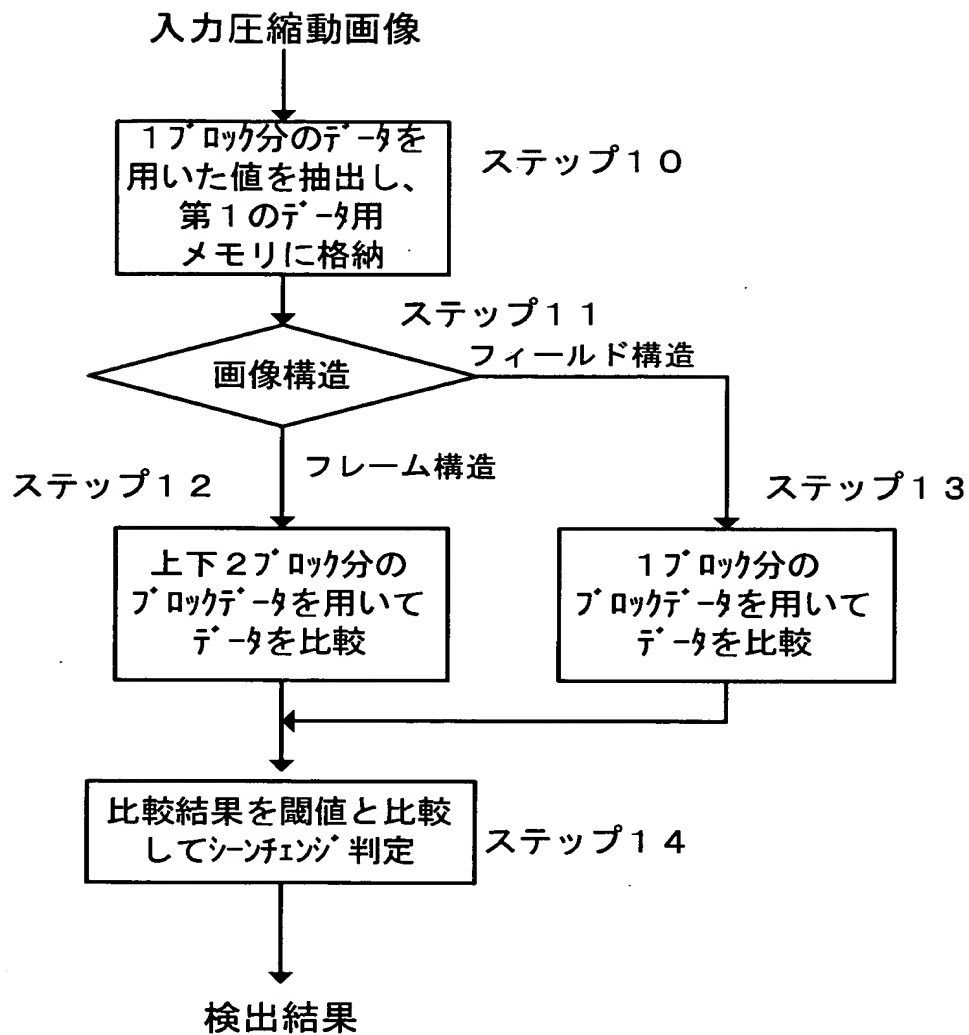 入力圧縮動画像
１ﾌﾞﾛｯｸ分のﾃﾞｰﾀを
用いた値を抽出し、
第１のﾃﾞｰﾀ用
メモリに格納
ステップ１０
ステップ１１
画像構造
フィールド構造
フレーム構造
ステップ１２
ステップ１３
上下２ﾌﾞﾛｯｸ分の
ﾌﾞﾛｯｸﾃﾞｰﾀを用いて
ﾃﾞｰﾀを比較
１ﾌﾞﾛｯｸ分の
ﾌﾞﾛｯｸﾃﾞｰﾀを用いて
ﾃﾞｰﾀを比較
比較結果を閾値と比較
してｼｰﾝﾁｪﾝｼﾞ判定
ステップ１４
検出結果